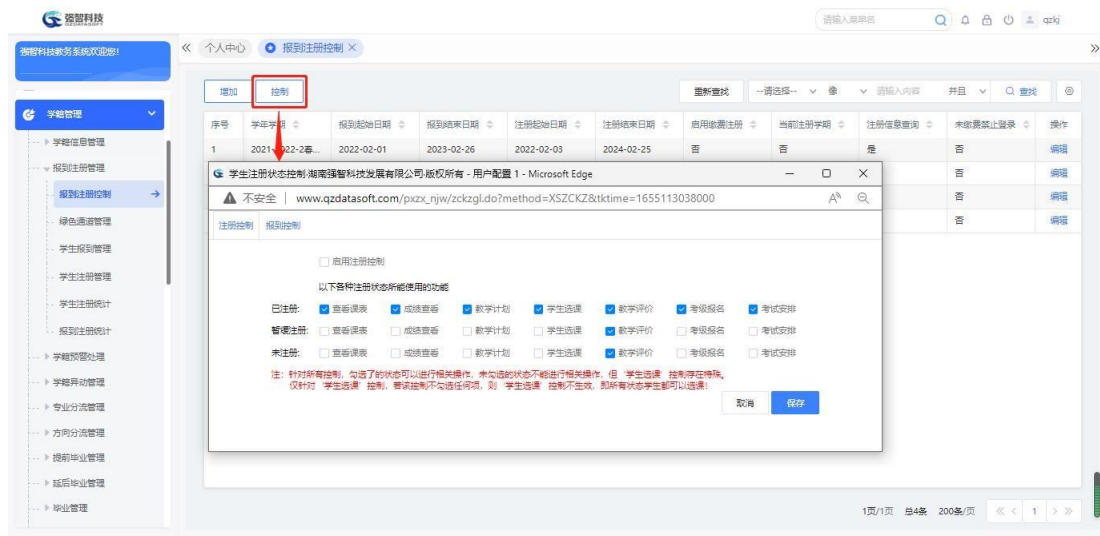 强智科技
QZDATASOFT
请输入菜单名
qzkj
强智科技教务系统欢迎您!
个人中心
报到注册控制 ×
学籍管理
学籍信息管理
报到注册管理
报到注册控制
绿色通道管理
学生报到管理
学生注册管理
学生注册统计
报到注册统计
学籍预警处理
学籍异动管理
专业分流管理
方向分流管理
提前毕业管理
延后毕业管理
毕业管理
增加 控制 重新查找 --请选择-- 像 请输入内容 并且 查找
序号 学年学期 报到起始日期 报到结束日期 注册起始日期 注册结束日期 启用缴费注册 当前注册学期 注册信息查询 未缴费禁止登录 操作
1 2021-2022-2春... 2022-02-01 2023-02-26 2022-02-03 2024-02-25 否 否 是 否 编辑
否 编辑
否 编辑
否 编辑
学生注册状态控制-湖南强智科技发展有限公司-版权所有 - 用户配置 1 - Microsoft Edge
不安全 | www.qzdatasoft.com/pxzx_njw/zckzgl.do?method=XSZCKZ&tktime=1655113038000
注册控制 报到控制
启用注册控制
以下各种注册状态所能使用的功能
已注册: 查看课表 成绩查看 教学计划 学生选课 教学评价 考级报名 考试安排
暂缓注册: 查看课表 成绩查看 教学计划 学生选课 教学评价 考级报名 考试安排
未注册: 查看课表 成绩查看 教学计划 学生选课 教学评价 考级报名 考试安排
注: 针对所有控制, 勾选了的状态可以进行相关操作, 未勾选的状态不能进行相关操作, 但 '学生选课' 控制存在特殊。
仅针对 '学生选课' 控制, 若该控制不勾选任何项, 则 '学生选课' 控制不生效, 即所有状态学生都可以选课!
取消 保存
1页/1页 总4条 200条/页 1